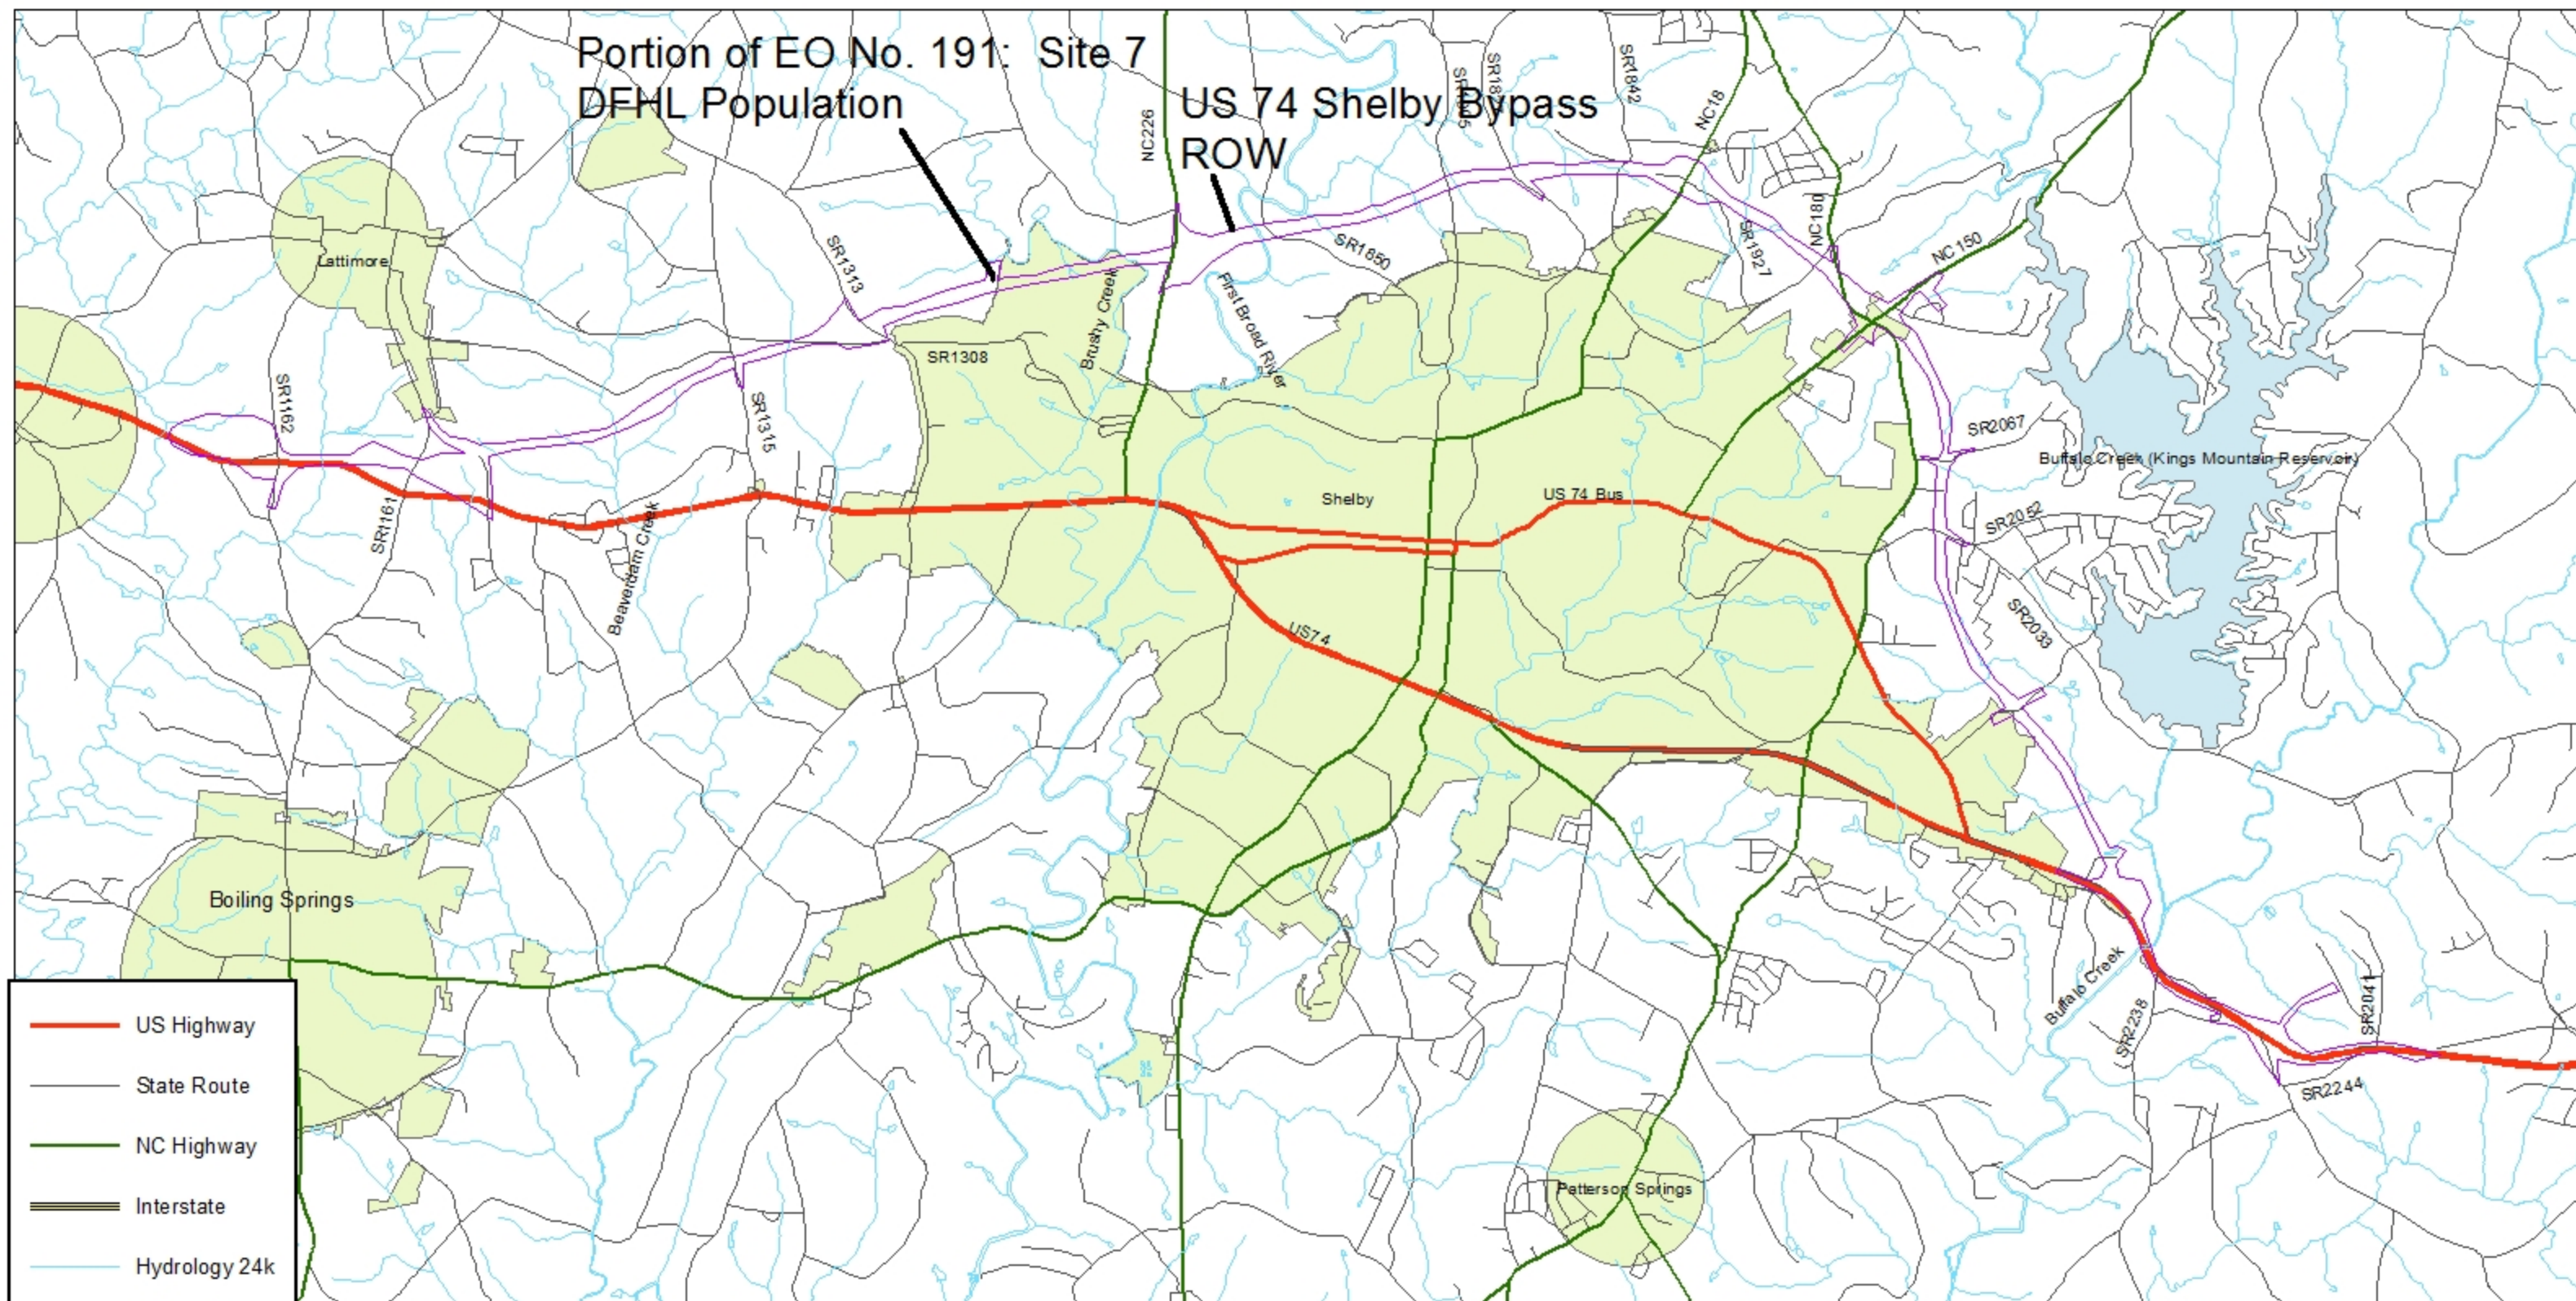 Portion of EO No. 191: Site 7
DFHL Population
US 74 Shelby Bypass
ROW
NC226
SR1842
NC18
NC180
SR1927
NC 150
SR1850
SR1313
Lattimore
First Broad River
Brushy Creek
SR1308
SR1162
SR1315
SR2067
Buffalo Creek (Kings Mountain Reservoir)
Shelby
US 74 Bus
SR1161
Beaverdam Creek
SR2052
SR2033
US74
Boiling Springs
Buffalo Creek
SR2238
SR2041
SR2244
Patterson Springs
US Highway
State Route
NC Highway
Interstate
Hydrology 24k